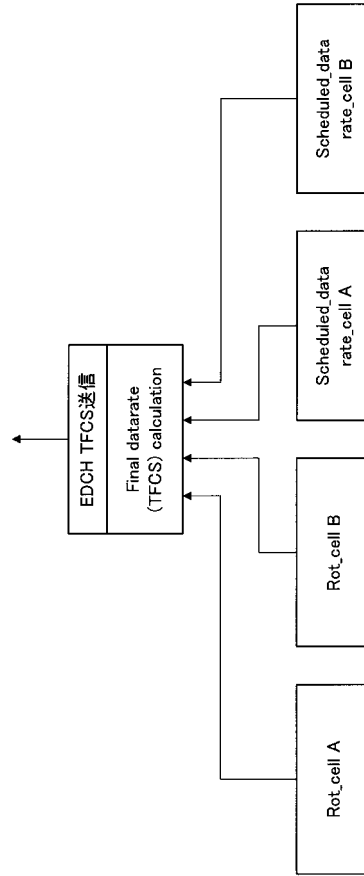 EDCH TFCS送信
Final datarate
(TFCS) calculation
Rot_cell A
Rot_cell B
Scheduled_data
rate_cell A
Scheduled_data
rate_cell B